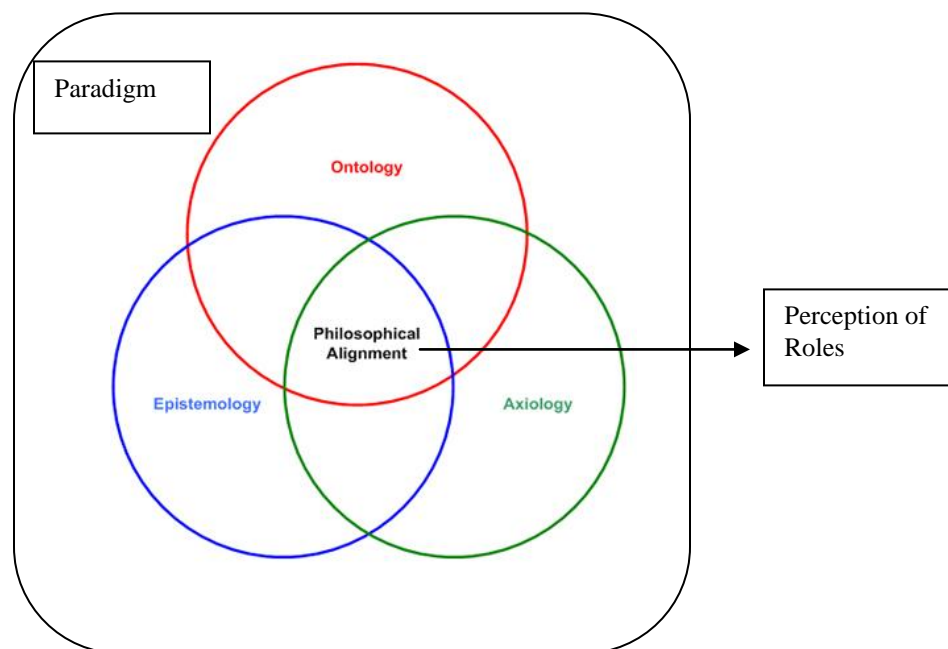 Paradigm
Ontology
Philosophical
Alignment
Perception of
Roles
Epistemology
Axiology